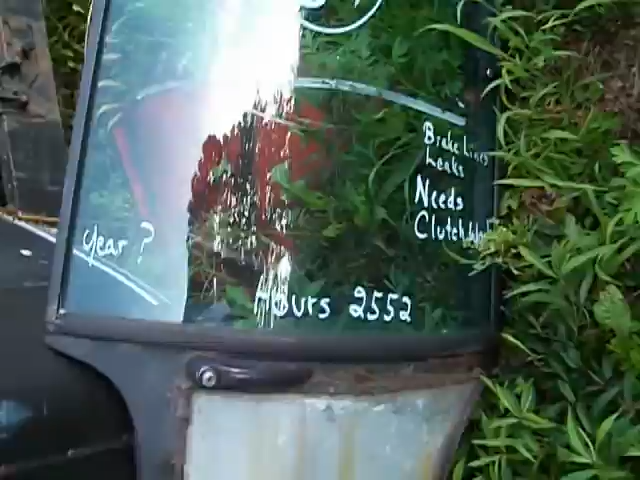 Brake Lines
Leaks
Needs
Clutch
year ?
Hours 2552